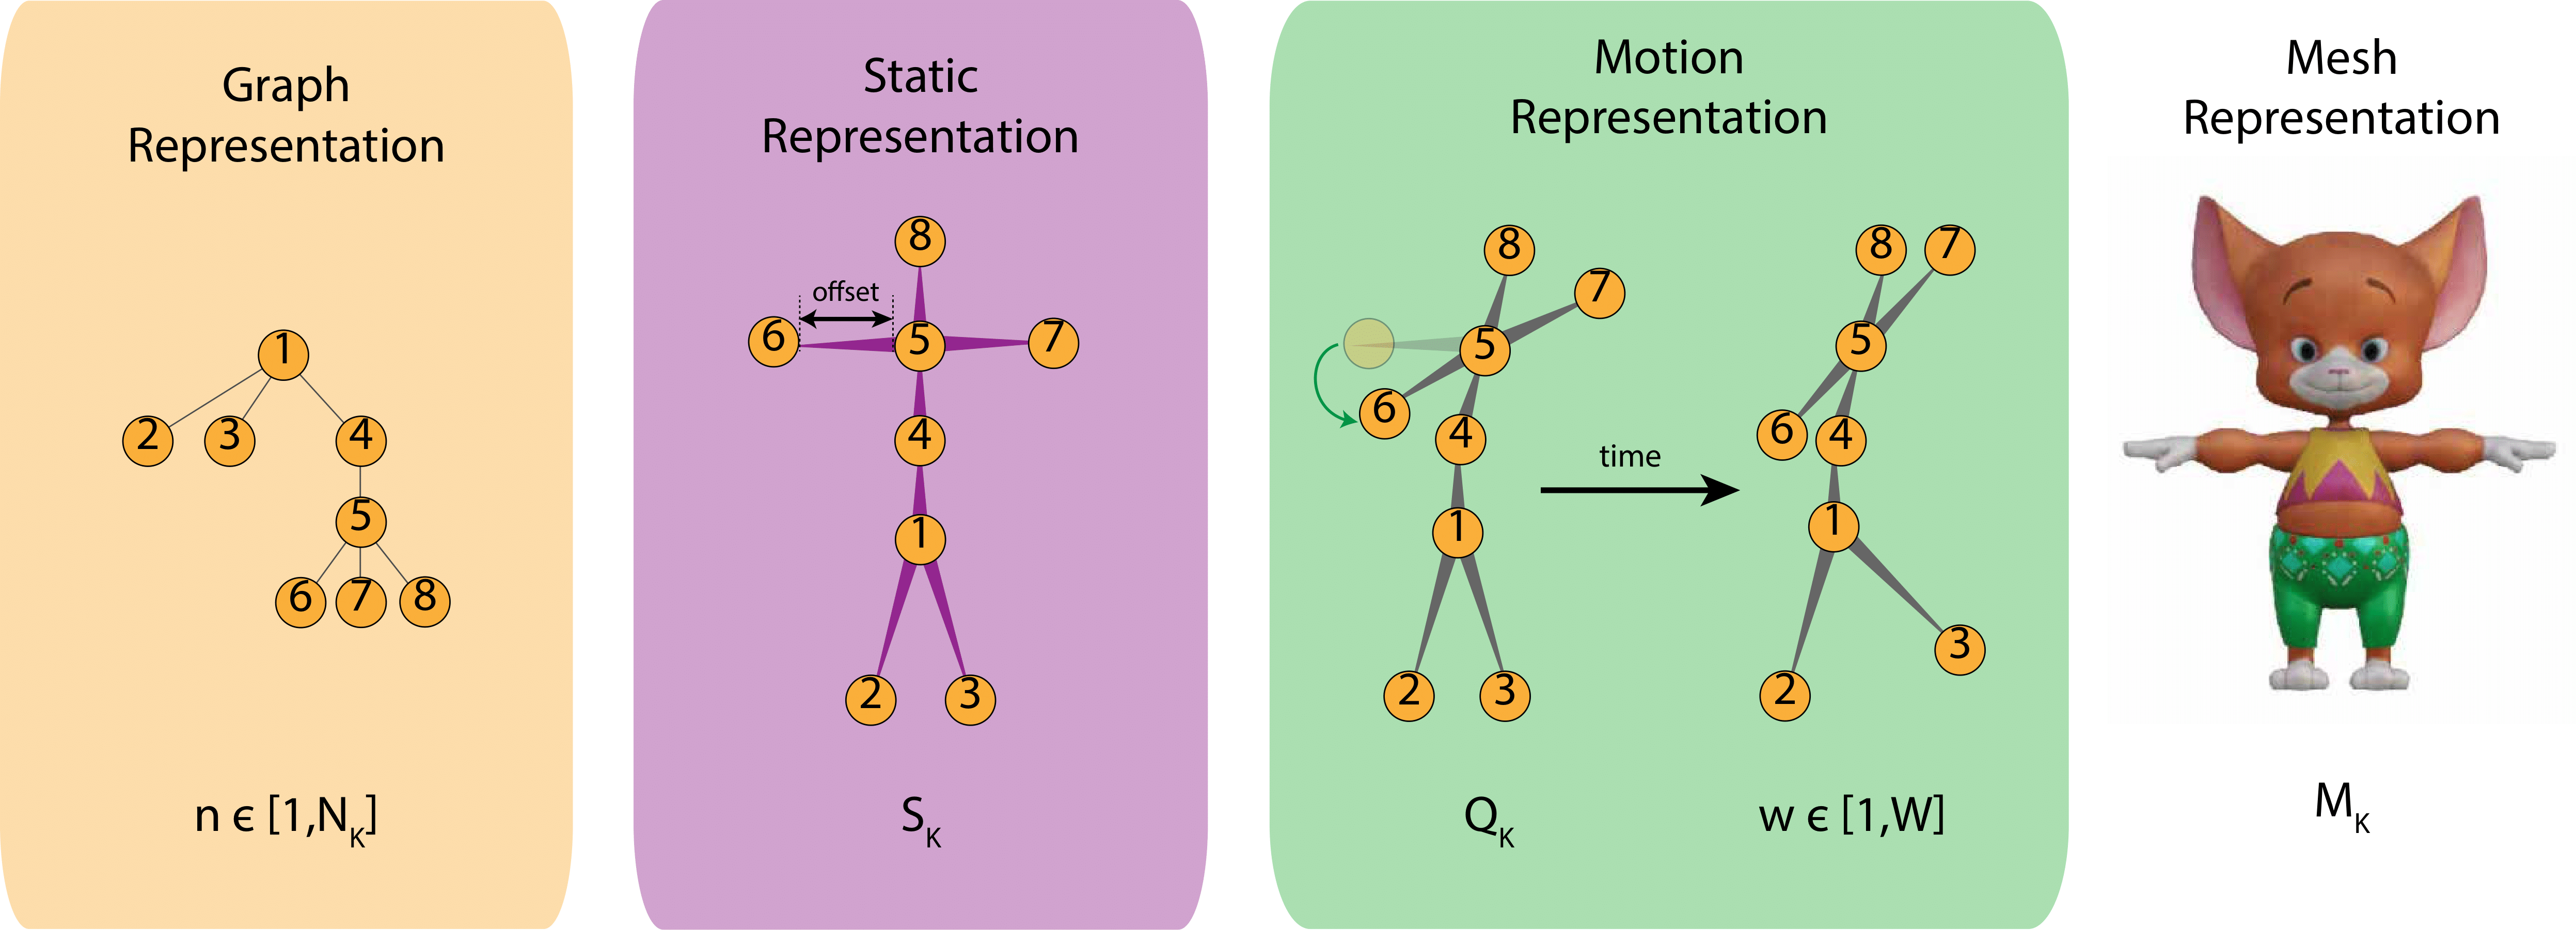 Graph
Representation
1
2 3 4
5
6 7 8
n ϵ [1,N_K]
Static
Representation
8
offset
6 5 7
4
1
2 3
S_K
Motion
Representation
8
7
5
6
4
1
2 3
time
8 7
5
6 4
1
3
2
Q_K
w ϵ [1,W]
Mesh
Representation
M_K